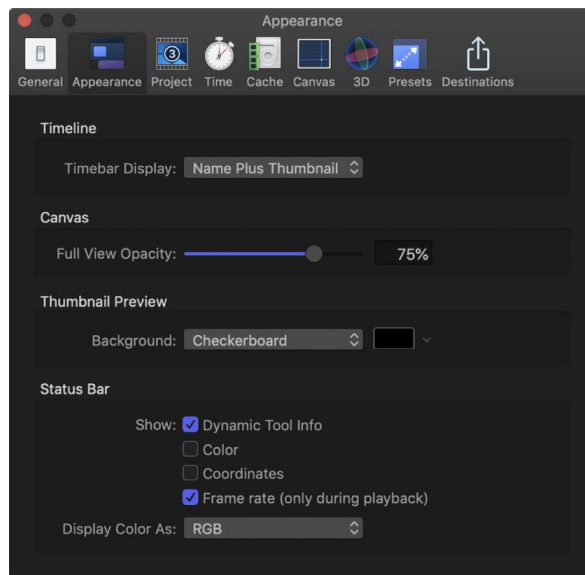 Appearance
3
General Appearance Project Time Cache Canvas 3D Presets Destinations
Timeline
Timebar Display: Name Plus Thumbnail
Canvas
Full View Opacity: 75%
Thumbnail Preview
Background: Checkerboard
Status Bar
Show: Dynamic Tool Info
Color
Coordinates
Frame rate (only during playback)
Display Color As: RGB